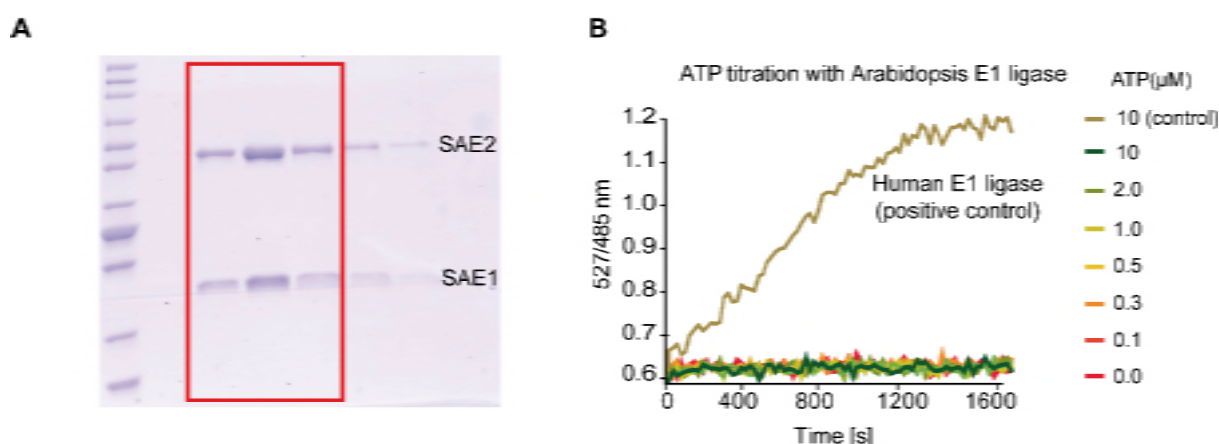 A
SAE2
SAE1
B
ATP titration with Arabidopsis E1 ligase
527/485 nm
1.2
1.1
1.0
0.9
0.8
0.7
0.6
Human E1 ligase
(positive control)
0
400
800
1200
1600
Time [s]
ATP(µM)
10 (control)
10
2.0
1.0
0.5
0.3
0.1
0.0